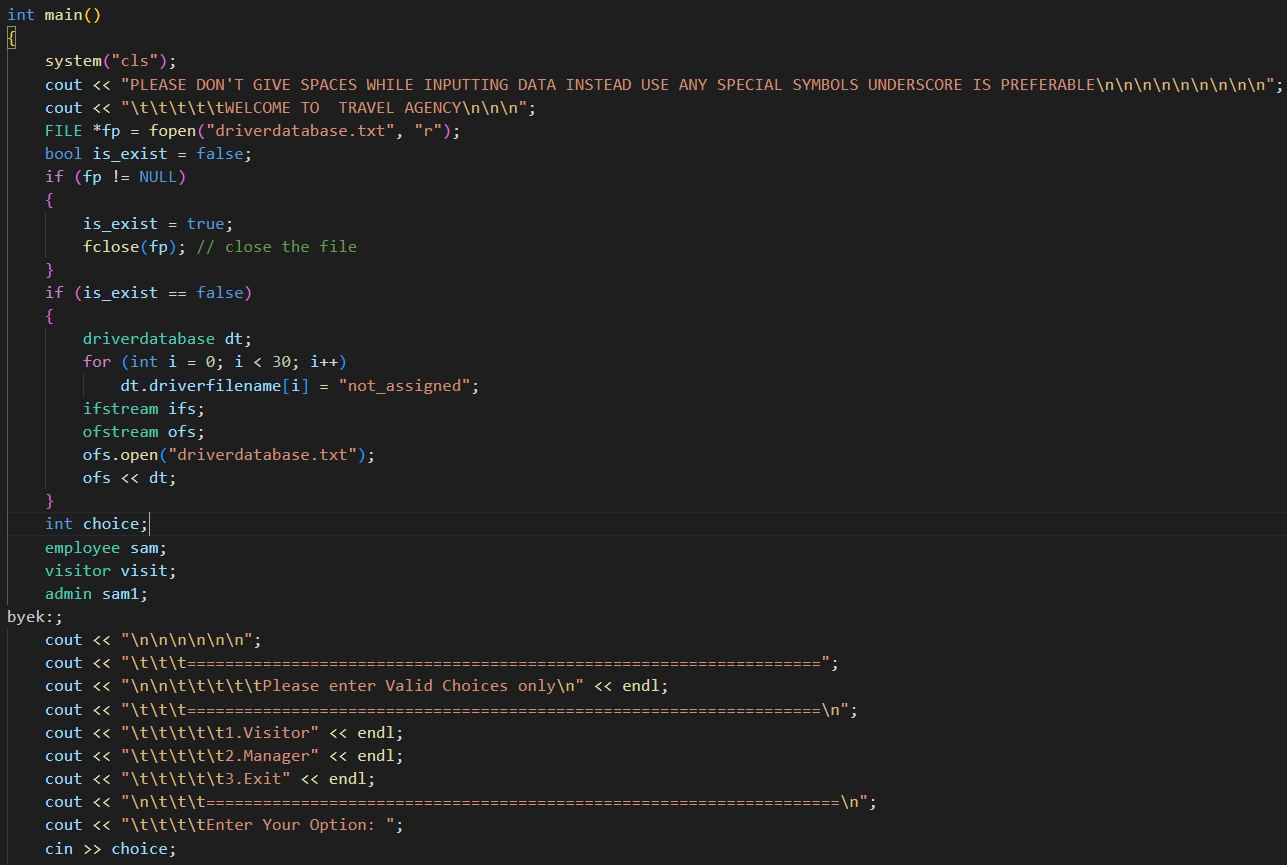 int main()
{
    system("cls");
    cout << "PLEASE DON'T GIVE SPACES WHILE INPUTTING DATA INSTEAD USE ANY SPECIAL SYMBOLS UNDERSCORE IS PREFERABLE\n\n\n\n\n\n\n\n\n";
    cout << "\t\t\t\t\tWELCOME TO  TRAVEL AGENCY\n\n\n";
    FILE *fp = fopen("driverdatabase.txt", "r");
    bool is_exist = false;
    if (fp != NULL)
    {
        is_exist = true;
        fclose(fp); // close the file
    }
    if (is_exist == false)
    {
        driverdatabase dt;
        for (int i = 0; i < 30; i++)
            dt.driverfilename[i] = "not_assigned";
        ifstream ifs;
        ofstream ofs;
        ofs.open("driverdatabase.txt");
        ofs << dt;
    }
    int choice;
    employee sam;
    visitor visit;
    admin sam1;
byek:;
    cout << "\n\n\n\n\n\n";
    cout << "\t\t\t===================================================================";
    cout << "\n\n\t\t\t\t\tPlease enter Valid Choices only\n" << endl;
    cout << "\t\t\t===================================================================\n";
    cout << "\t\t\t\t\t1.Visitor" << endl;
    cout << "\t\t\t\t\t2.Manager" << endl;
    cout << "\t\t\t\t\t3.Exit" << endl;
    cout << "\n\t\t\t===================================================================\n";
    cout << "\t\t\t\tEnter Your Option: ";
    cin >> choice;